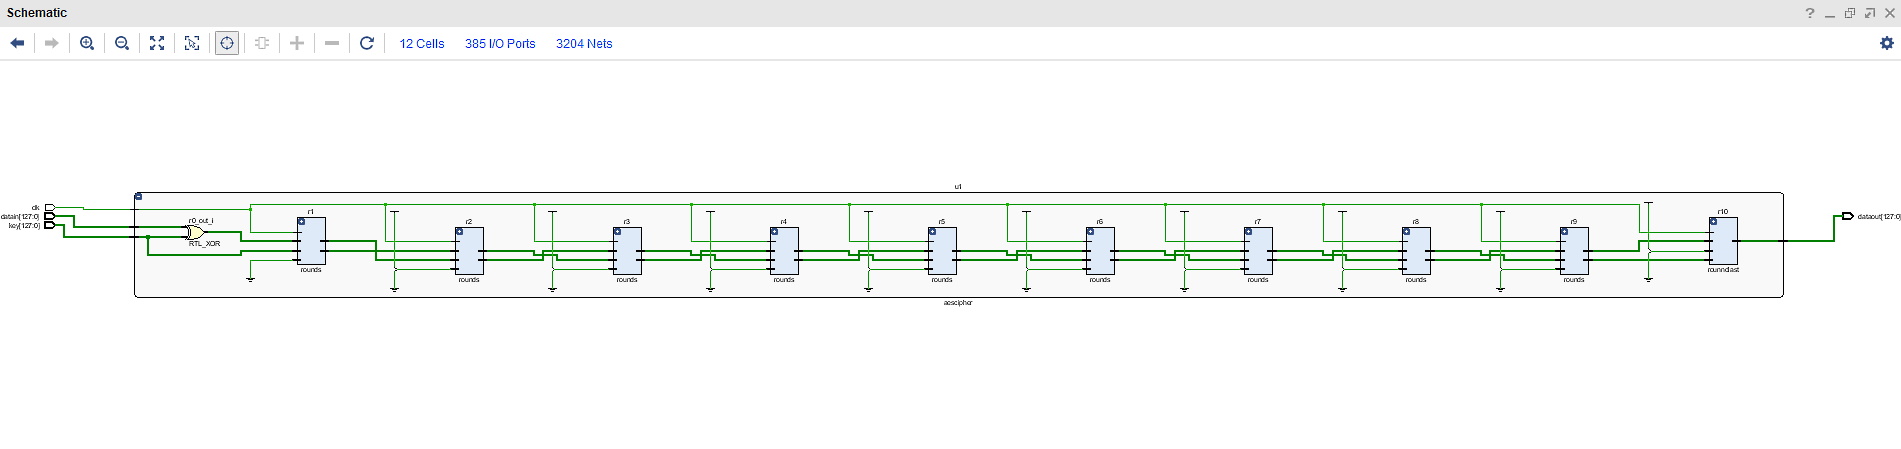 Schematic
12 Cells 385 I/O Ports 3204 Nets
u1
clk
datain[127:0]
key[127:0]
r0_out_i
RTL_XOR
r1
rounds
r2
rounds
r3
rounds
r4
rounds
r5
rounds
r6
rounds
r7
rounds
r8
rounds
r9
rounds
r10
rounndlast
dataout[127:0]
aescipher